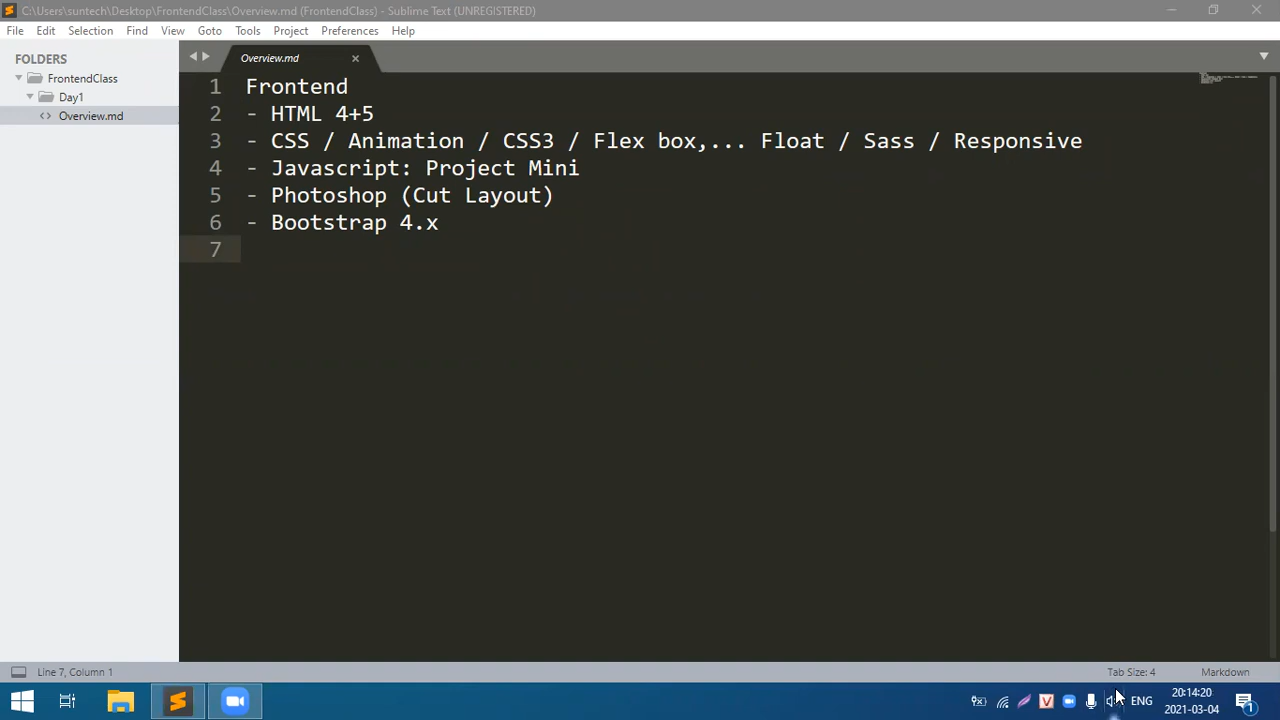 C:\Users\suntech\Desktop\FrontendClass\Overview.md (FrontendClass) - Sublime Text (UNREGISTERED)
File Edit Selection Find View Goto Tools Project Preferences Help
FOLDERS
FrontendClass
Day1
Overview.md
Overview.md
1 Frontend
2 - HTML 4+5
3 - CSS / Animation / CSS3 / Flex box,... Float / Sass / Responsive
4 - Javascript: Project Mini
5 - Photoshop (Cut Layout)
6 - Bootstrap 4.x
7
Line 7, Column 1
Tab Size: 4
Markdown
V
ENG
20:14:20
2021-03-04
1